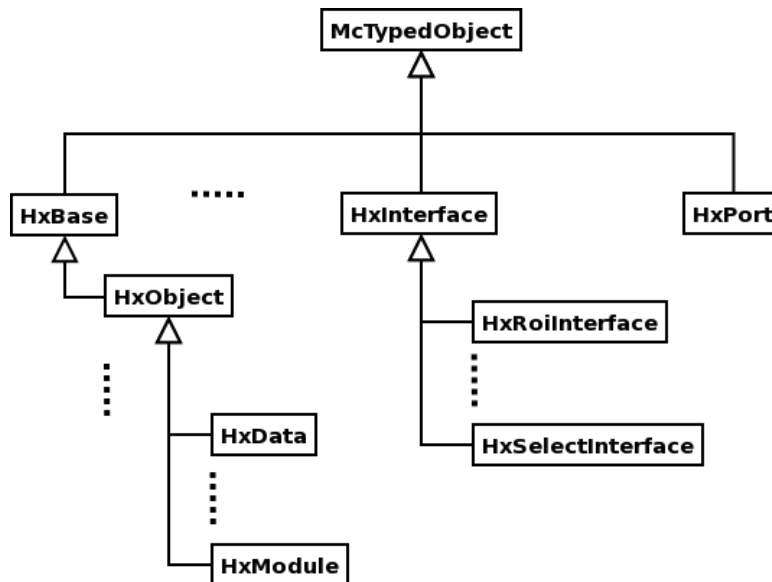 McTypedObject
HxBase
HxInterface
HxPort
HxObject
HxRoiInterface
HxData
HxSelectInterface
HxModule